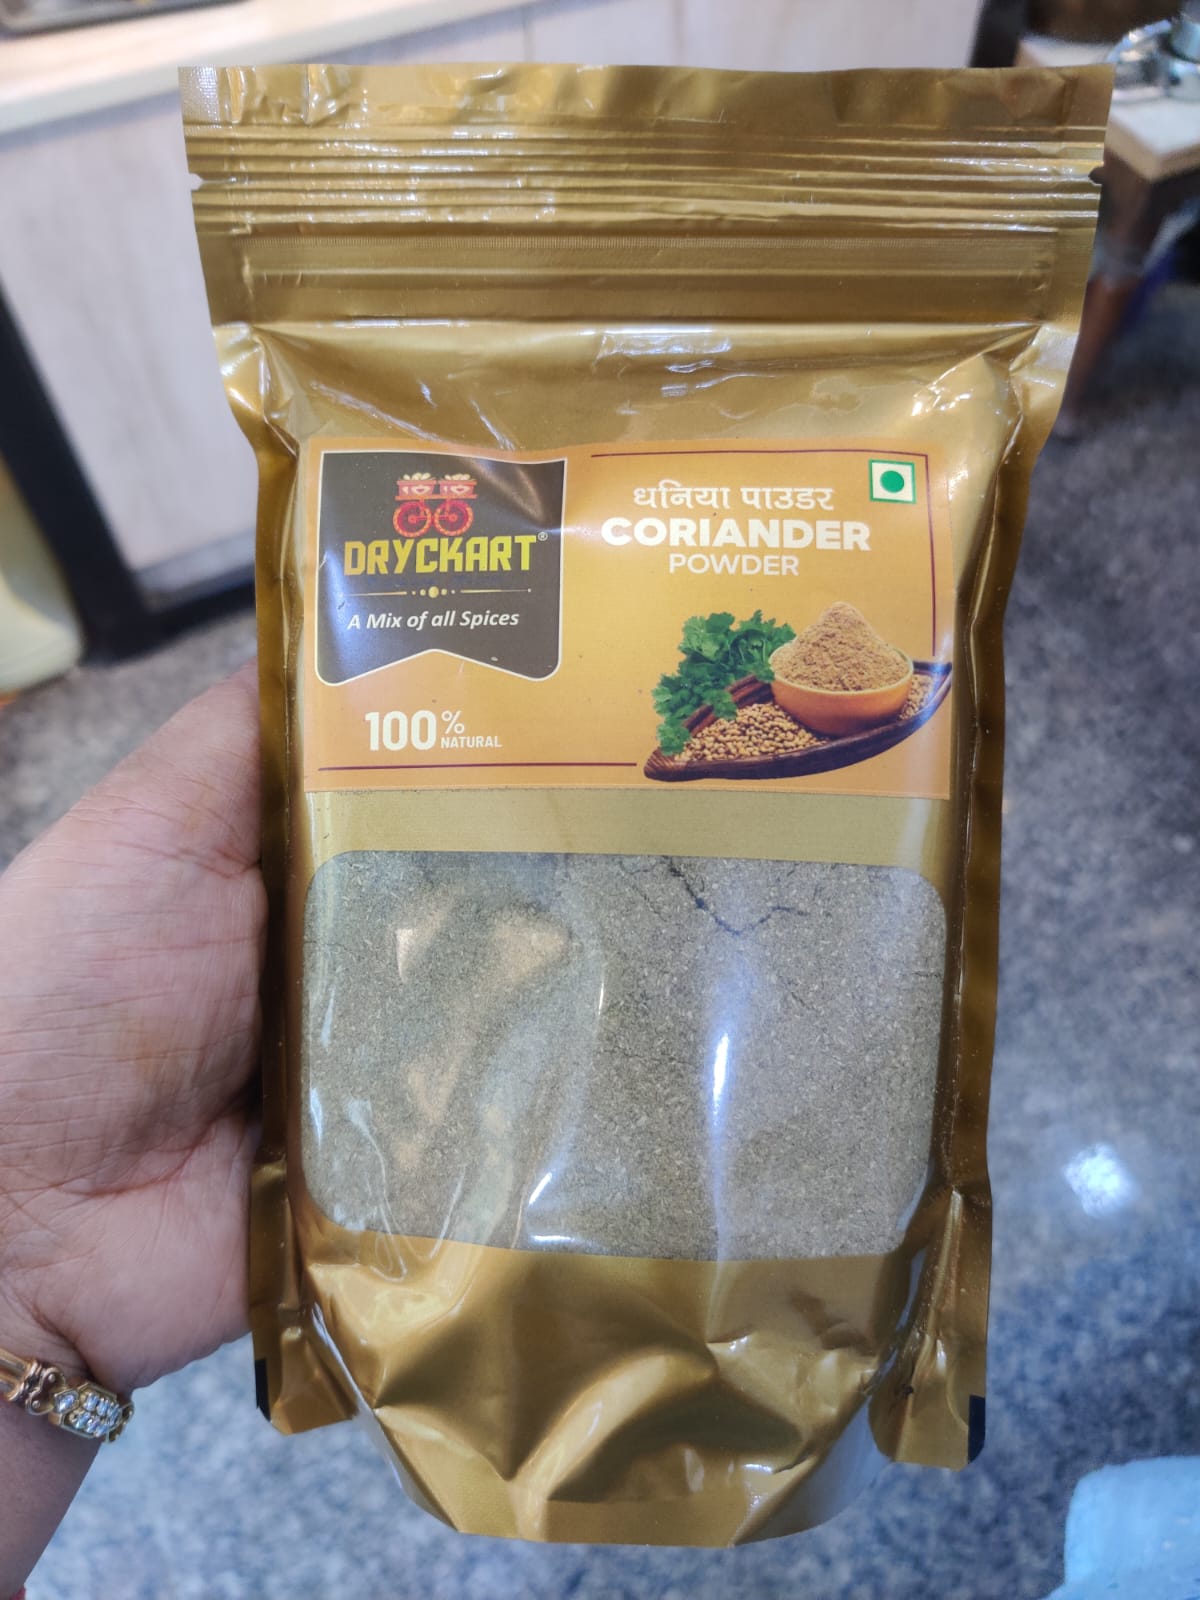 DRYCKART®
A Mix of all Spices
धनिया पाउडर
CORIANDER
POWDER
100%
NATURAL